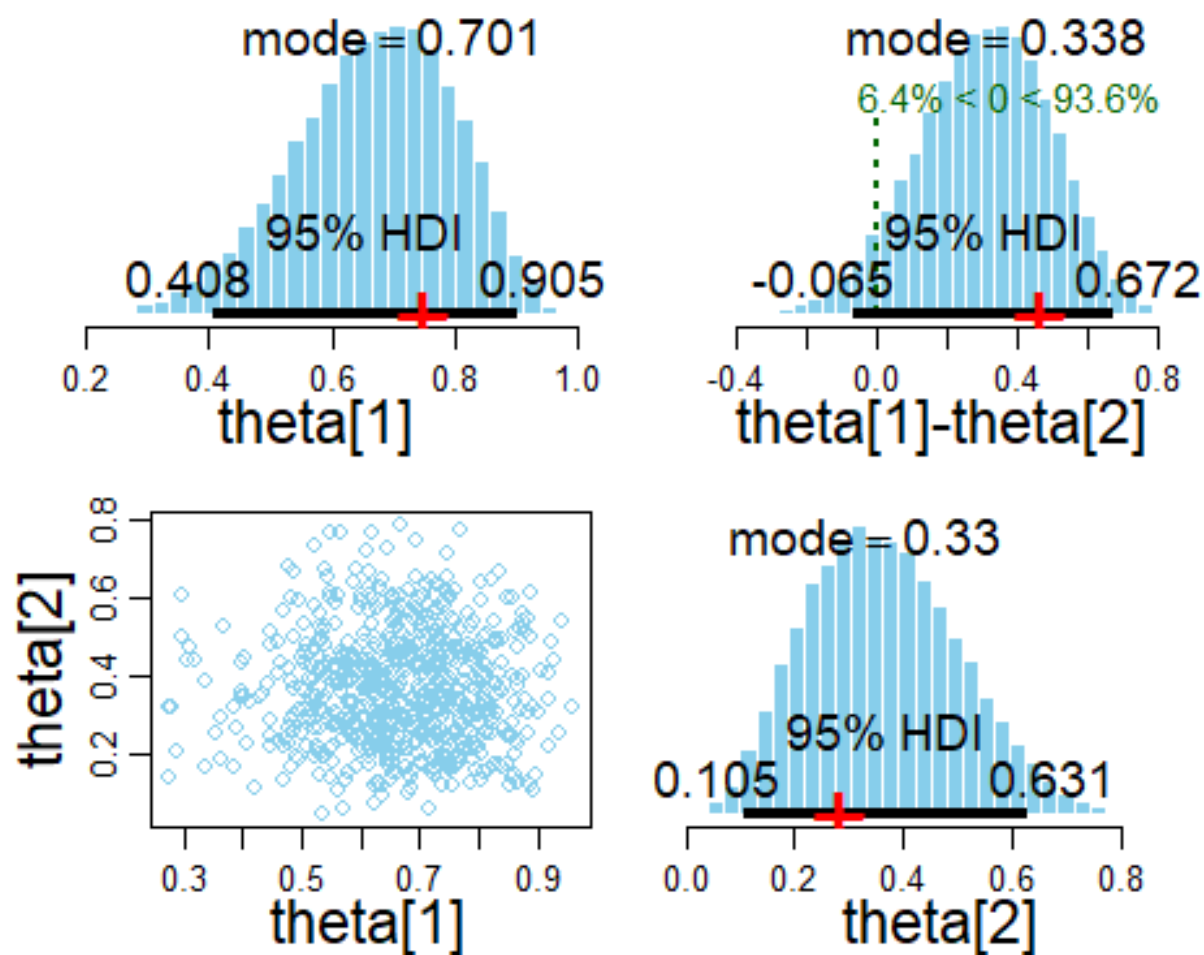 mode = 0.701
95% HDI
0.408 0.905
0.2 0.4 0.6 0.8 1.0
theta[1]
mode = 0.338
6.4% < 0 < 93.6%
95% HDI
-0.065 0.672
-0.4 0.0 0.4 0.8
theta[1]-theta[2]
theta[2]
0.8
0.6
0.4
0.2
0.3 0.5 0.7 0.9
theta[1]
mode = 0.33
95% HDI
0.105 0.631
0.0 0.2 0.4 0.6 0.8
theta[2]